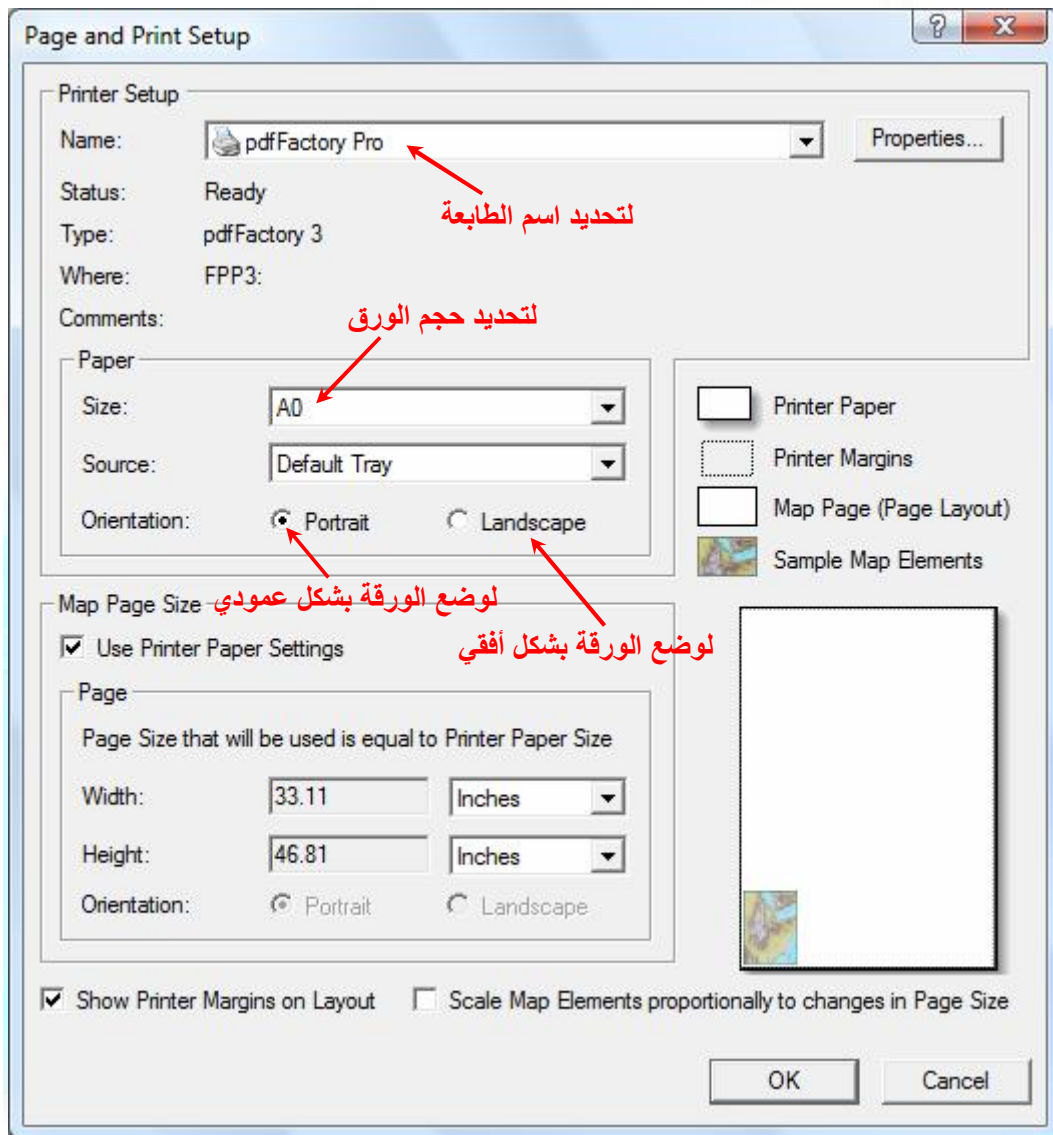 Page and Print Setup
Printer Setup
Name: pdfFactory Pro Properties...
Status: Ready
لتحديد اسم الطابعة
Type: pdfFactory 3
Where: FPP3:
Comments:
لتحديد حجم الورق
Paper
Size: A0
Source: Default Tray
Orientation: Portrait Landscape
Printer Paper
Printer Margins
Map Page (Page Layout)
Sample Map Elements
لوضع الورقة بشكل عمودي
لوضع الورقة بشكل أفقي
Map Page Size
Use Printer Paper Settings
Page
Page Size that will be used is equal to Printer Paper Size
Width: 33.11 Inches
Height: 46.81 Inches
Orientation: Portrait Landscape
Show Printer Margins on Layout Scale Map Elements proportionally to changes in Page Size
OK Cancel